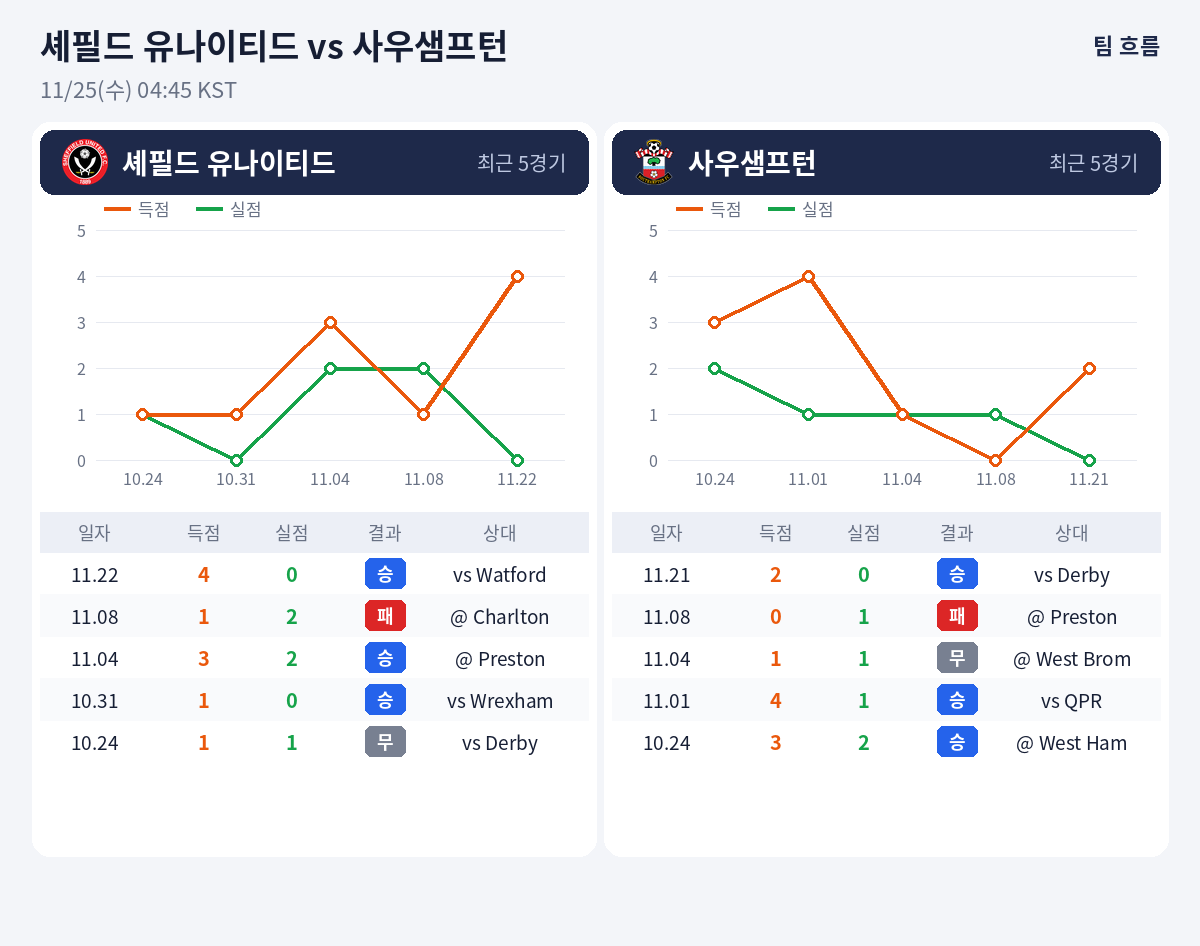 셰필드 유나이티드 vs 사우샘프턴
팀 흐름
11/25(수) 04:45 KST
SHEFFIELD UNITED F.C
1889
셰필드 유나이티드
최근 5경기
득점 실점
5
4
3
2
1
0
10.24 10.31 11.04 11.08 11.22
일자 득점 실점 결과 상대
11.22 4 0 승 vs Watford
11.08 1 2 패 @ Charlton
11.04 3 2 승 @ Preston
10.31 1 0 승 vs Wrexham
10.24 1 1 무 vs Derby
사우샘프턴
최근 5경기
득점 실점
5
4
3
2
1
0
10.24 11.01 11.04 11.08 11.21
일자 득점 실점 결과 상대
11.21 2 0 승 vs Derby
11.08 0 1 패 @ Preston
11.04 1 1 무 @ West Brom
11.01 4 1 승 vs QPR
10.24 3 2 승 @ West Ham